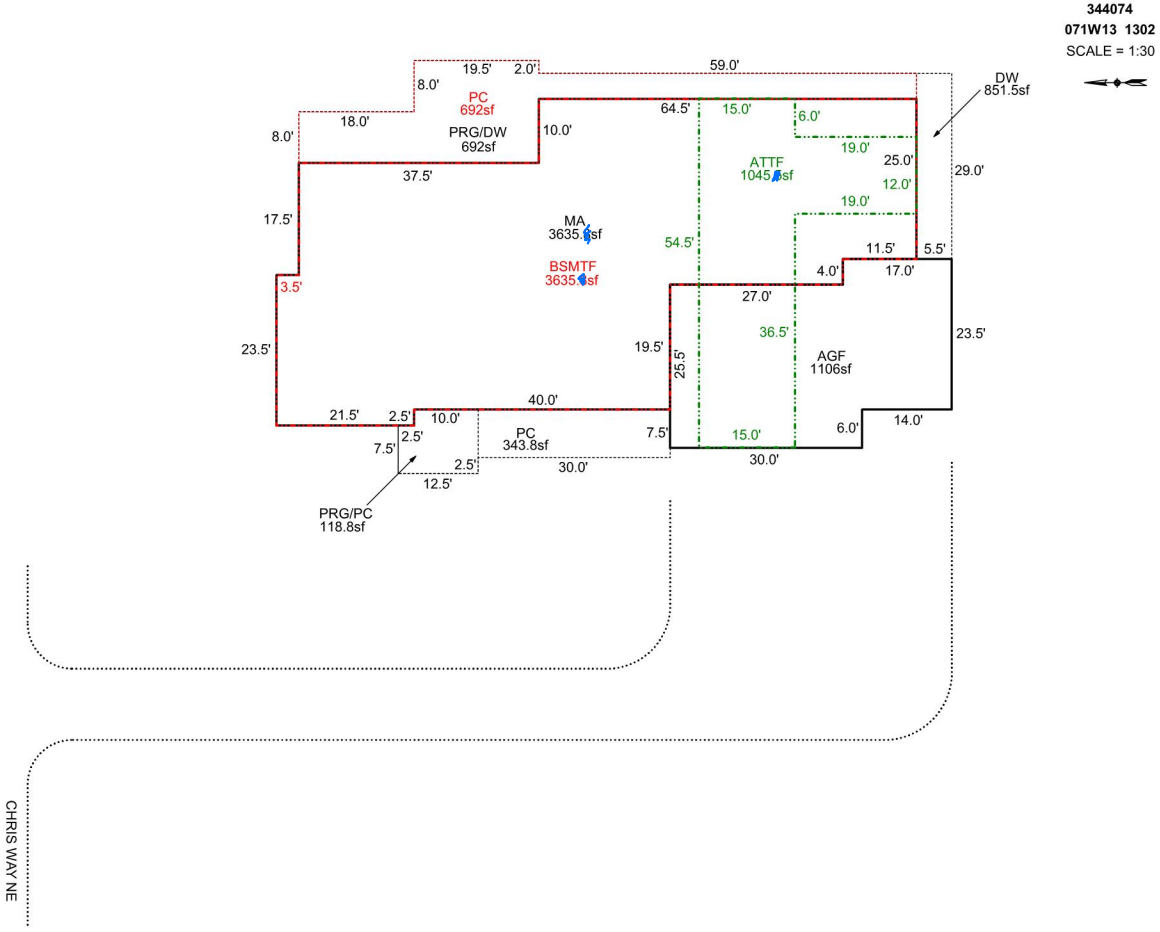 344074
071W13 1302
SCALE = 1:30
19.5' 2.0' 59.0'
DW
851.5sf
8.0'
PC
692sf
64.5' 15.0' 6.0'
18.0'
8.0'
PRG/DW
692sf
10.0'
19.0'
25.0'
ATTF
29.0'
37.5'
12.0'
19.0'
17.5'
MA
54.5'
11.5' 5.5'
BSMTF
4.0' 17.0'
3.5'
27.0'
36.5'
23.5'
23.5'
19.5'
25.5'
AGF
1106sf
40.0'
21.5' 2.5' 10.0'
14.0'
6.0'
7.5'
2.5'
PC
343.8sf
15.0'
7.5'
2.5' 30.0'
30.0'
12.5'
PRG/PC
118.8sf
CHRIS WAY NE